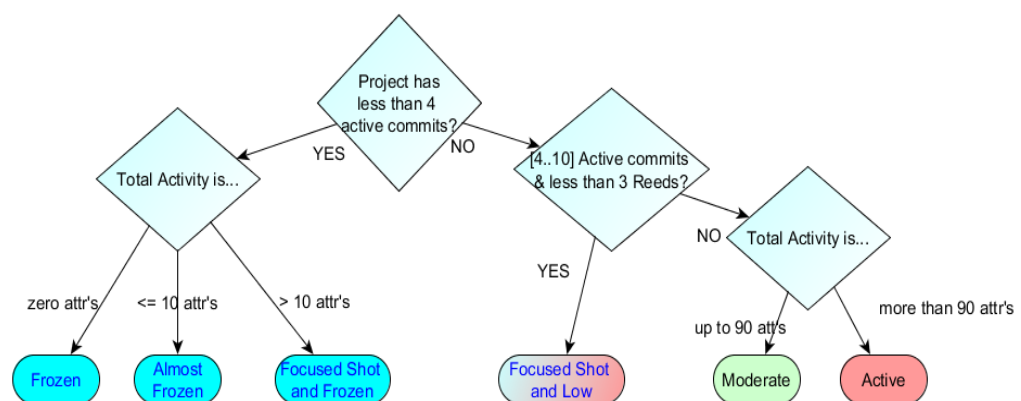 Project has
less than 4
active commits?
YES
NO
[4..10] Active commits
& less than 3 Reeds?
Total Activity is...
NO
Total Activity is...
YES
zero attr's
<= 10 attr's
> 10 attr's
up to 90 att's
more than 90 attr's
Frozen
Almost
Frozen
Focused Shot
and Frozen
Focused Shot
and Low
Moderate
Active